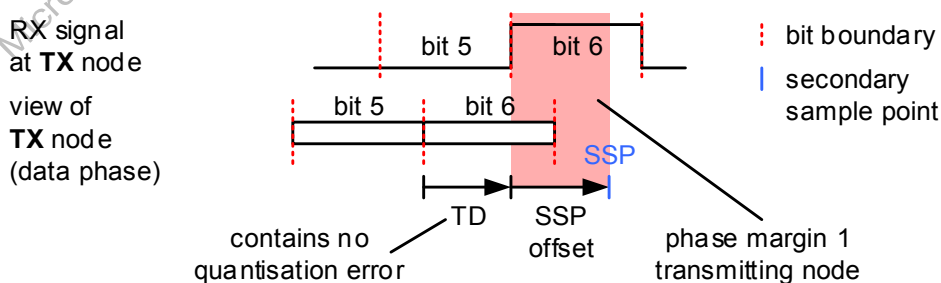 Micro
RX signal
at TX node
bit 5
bit 6
bit boundary
secondary
sample point
view of
TX node
(data phase)
bit 5
bit 6
SSP
TD
SSP
offset
contains no
quantisation error
phase margin 1
transmitting node